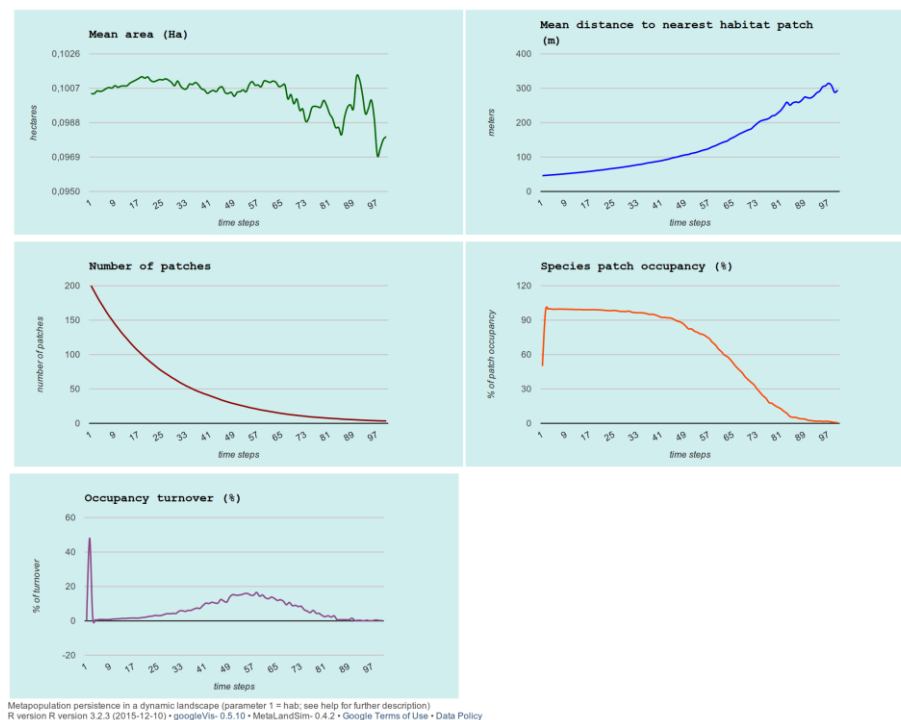 Mean area (Ha)
0,1026
0,1007
0,0988
0,0969
0,0950
hectares
1 9 17 25 33 41 49 57 65 73 81 89 97
time steps
Mean distance to nearest habitat patch
(m)
400
300
200
100
0
meters
1 9 17 25 33 41 49 57 65 73 81 89 97
time steps
Number of patches
200
150
100
50
0
number of patches
1 9 17 25 33 41 49 57 65 73 81 89 97
time steps
Species patch occupancy (%)
120
90
60
30
0
% of patch occupancy
1 9 17 25 33 41 49 57 65 73 81 89 97
time steps
Occupancy turnover (%)
60
40
20
0
-20
% of turnover
1 9 17 25 33 41 49 57 65 73 81 89 97
time steps
Metapopulation persistence in a dynamic landscape (parameter 1 = hab; see help for further description)
R version R version 3.2.3 (2015-12-10) • googleVis- 0.5.10 • MetaLandSim- 0.4.2 • Google Terms of Use • Data Policy